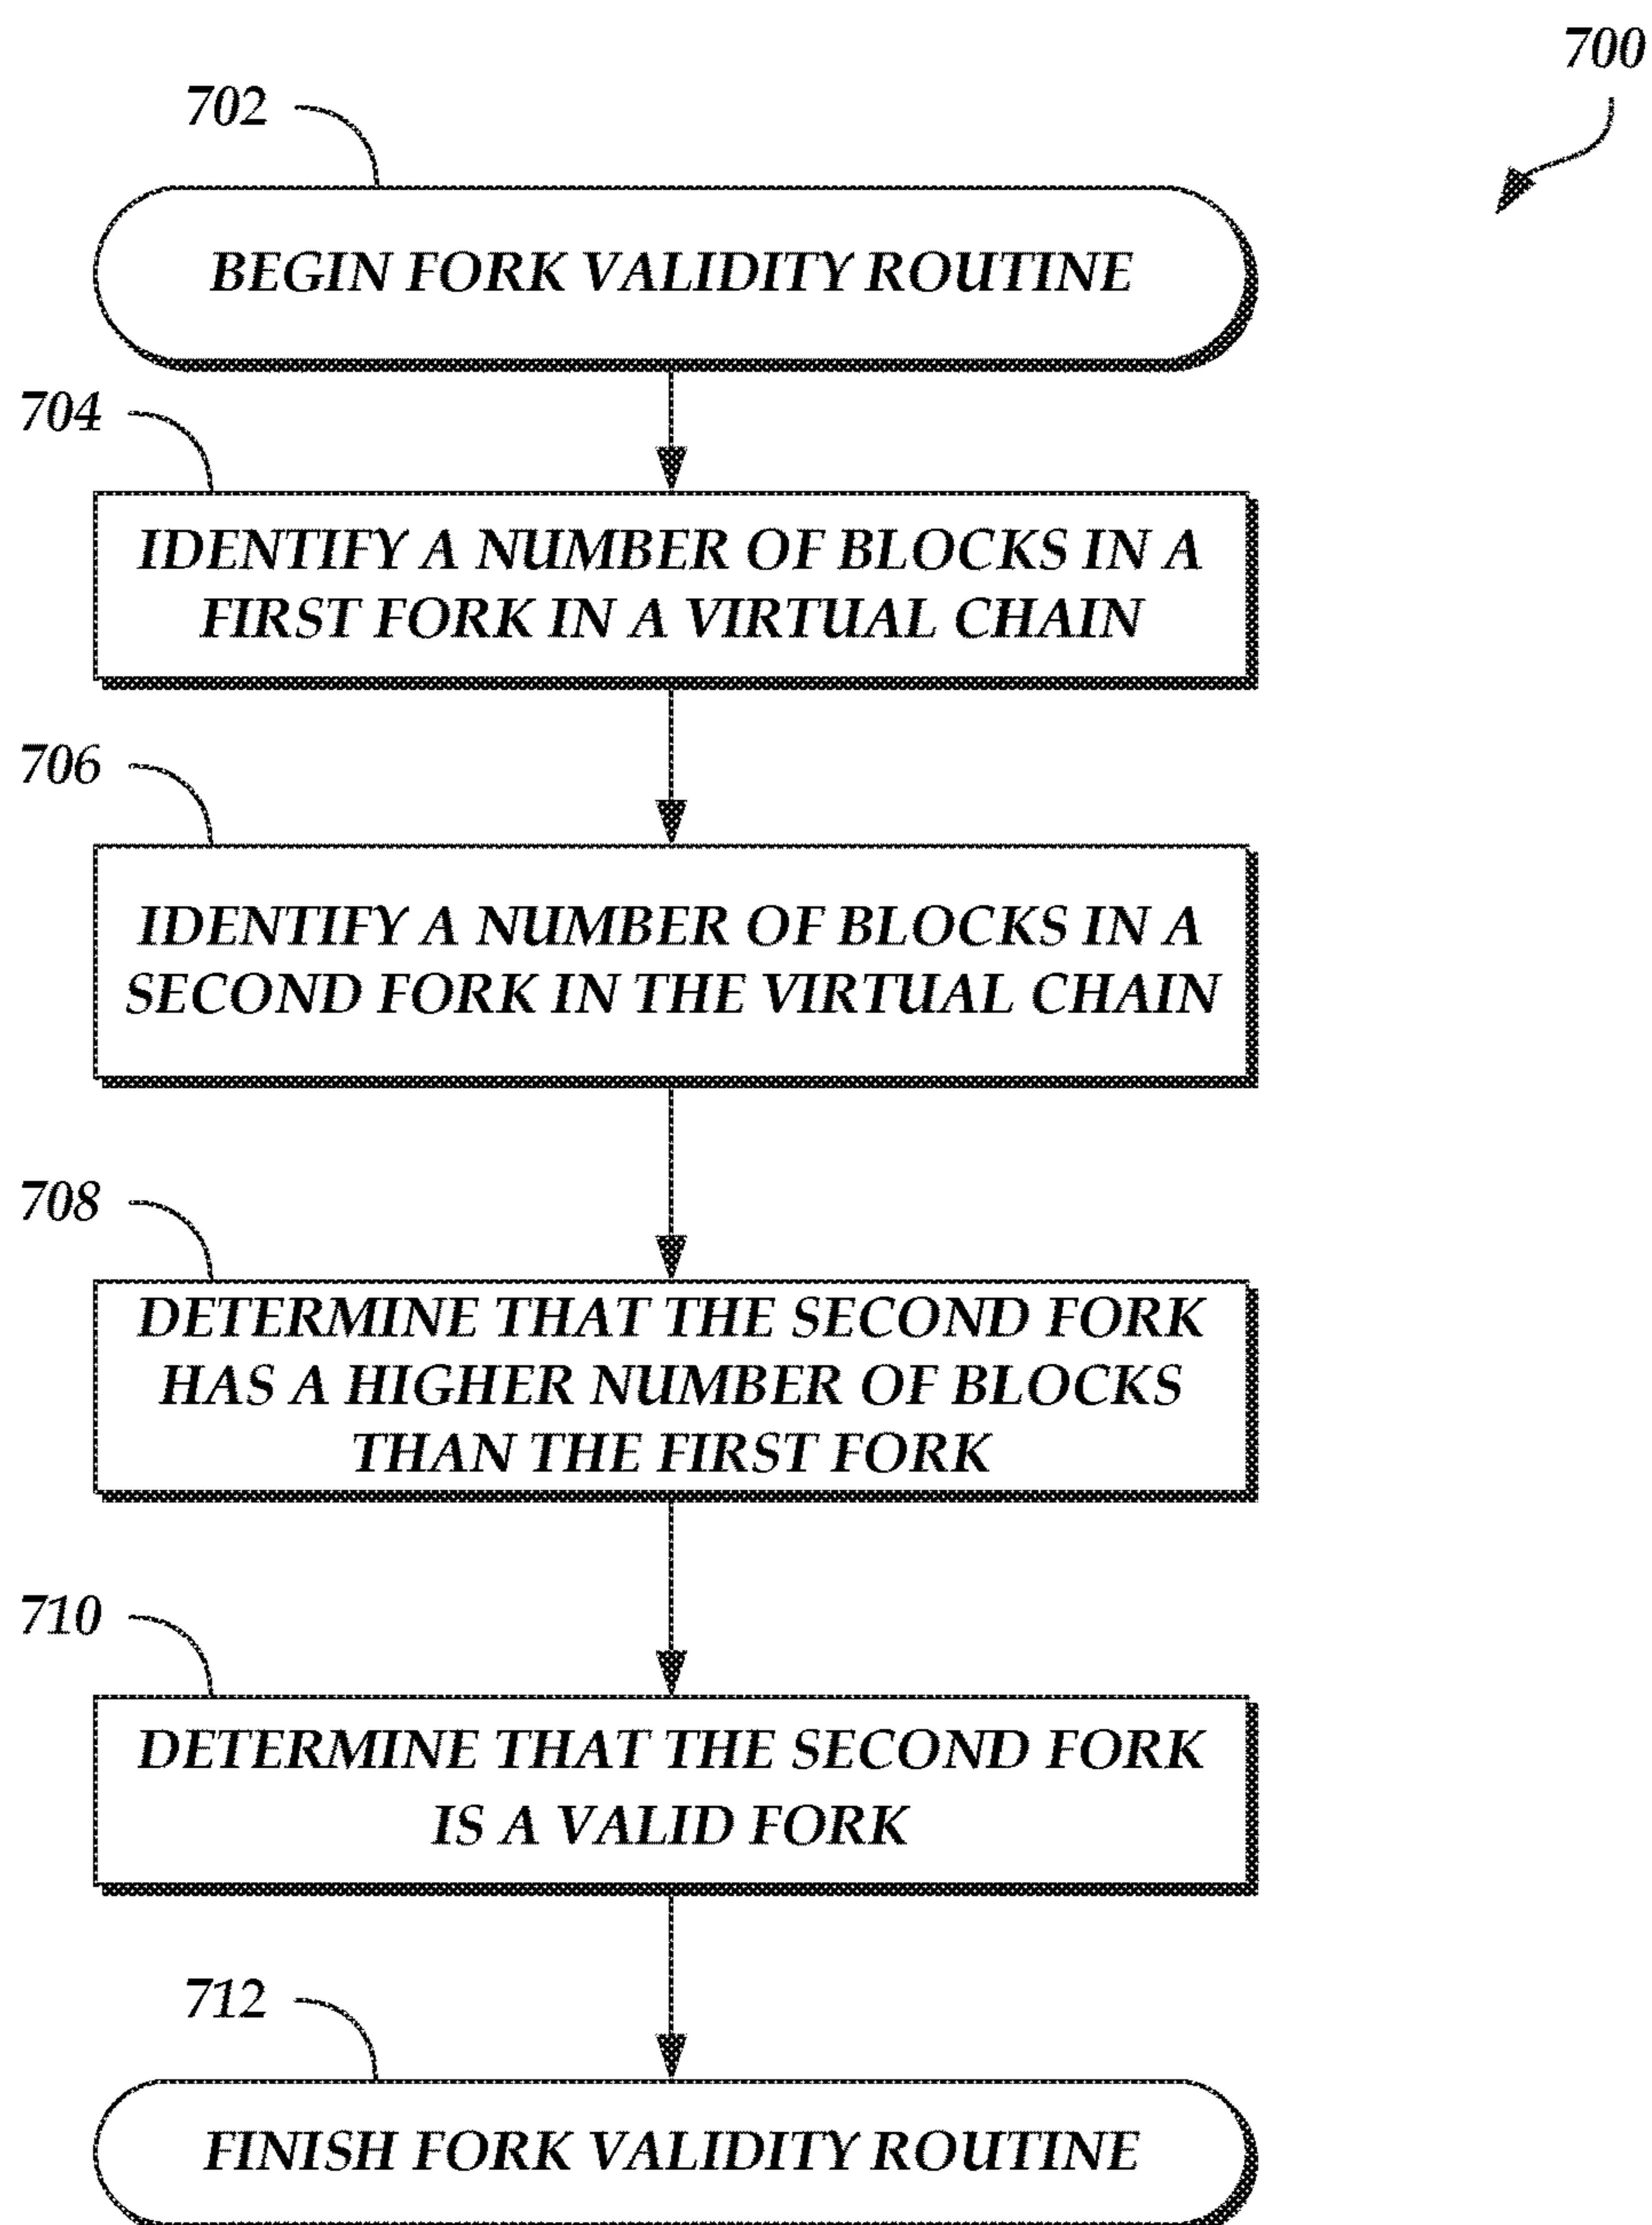 700
702
BEGIN FORK VALIDITY ROUTINE
704
IDENTIFY A NUMBER OF BLOCKS IN A
FIRST FORK IN A VIRTUAL CHAIN
706
IDENTIFY A NUMBER OF BLOCKS IN A
SECOND FORK IN THE VIRTUAL CHAIN
708
DETERMINE THAT THE SECOND FORK
HAS A HIGHER NUMBER OF BLOCKS
THAN THE FIRST FORK
710
DETERMINE THAT THE SECOND FORK
IS A VALID FORK
712
FINISH FORK VALIDITY ROUTINE